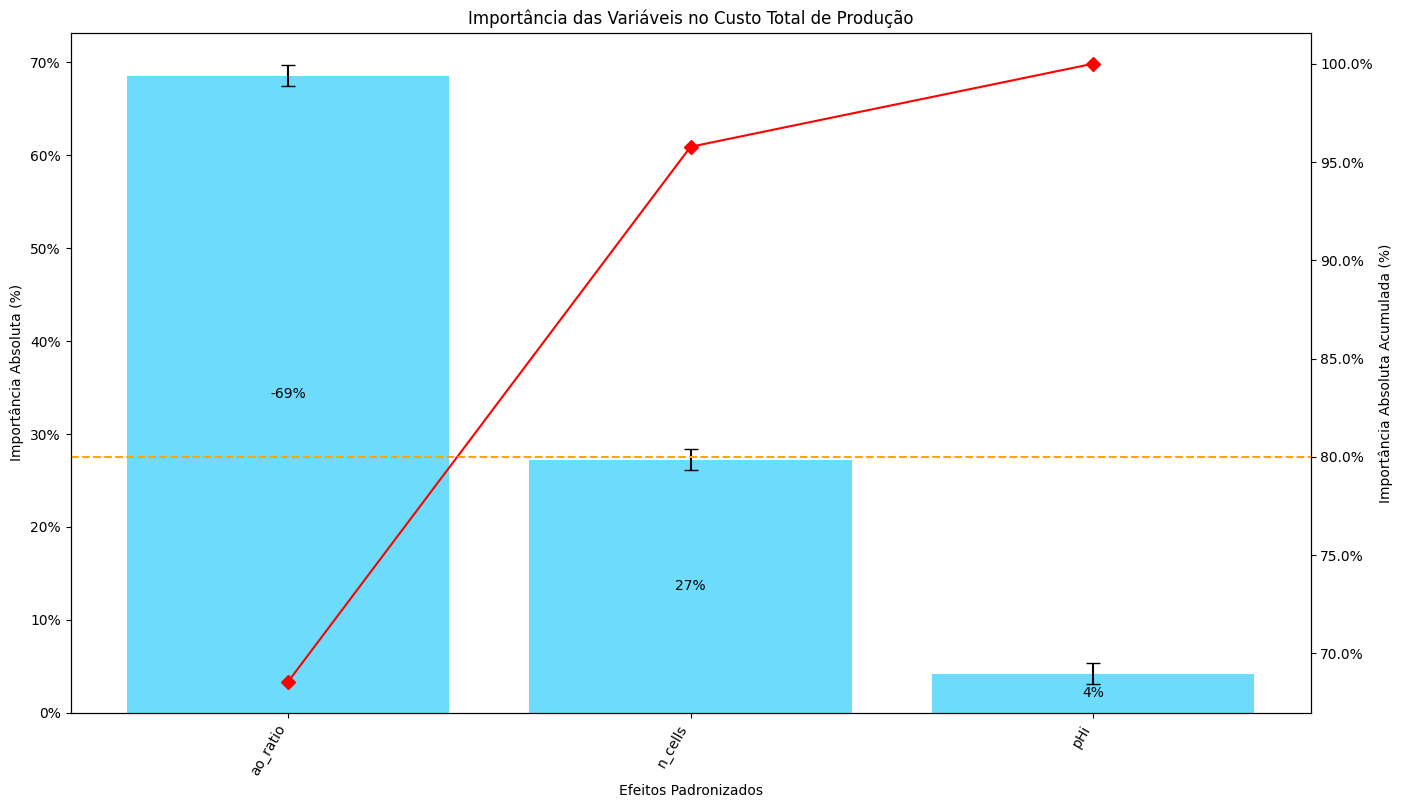 Importância das Variáveis no Custo Total de Produção
Importância Absoluta (%)
70%
60%
50%
40%
30%
20%
10%
0%
-69%
27%
4%
100.0%
95.0%
90.0%
85.0%
80.0%
75.0%
70.0%
Importância Absoluta Acumulada (%)
ao_ratio
n_cells
pHi
Efeitos Padronizados